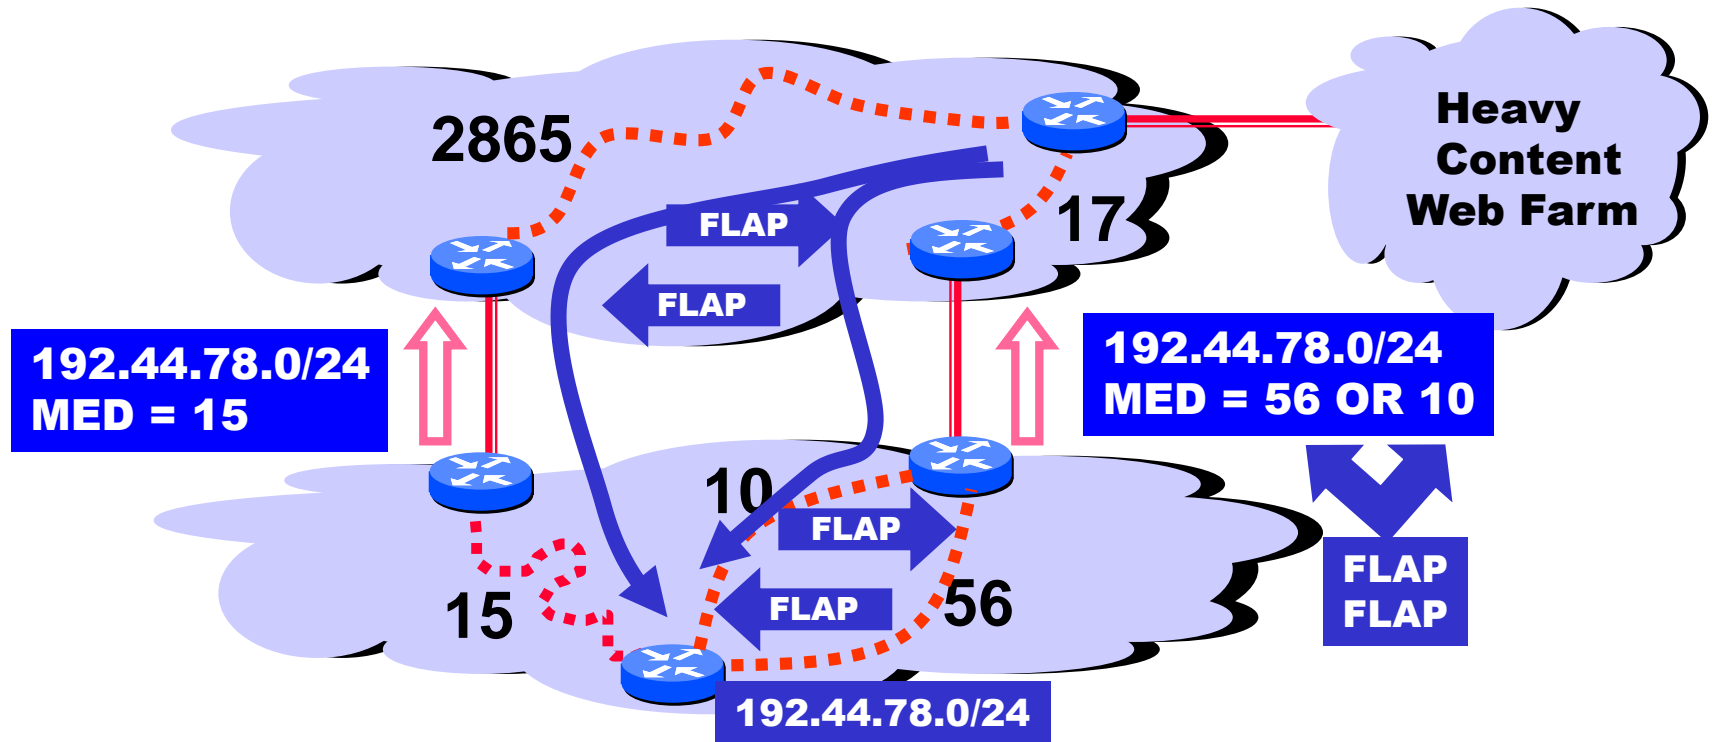 2865
Heavy
Content
Web Farm
17
FLAP
FLAP
192.44.78.0/24
MED = 15
192.44.78.0/24
MED = 56 OR 10
10
FLAP
FLAP
15
56
FLAP
FLAP
192.44.78.0/24